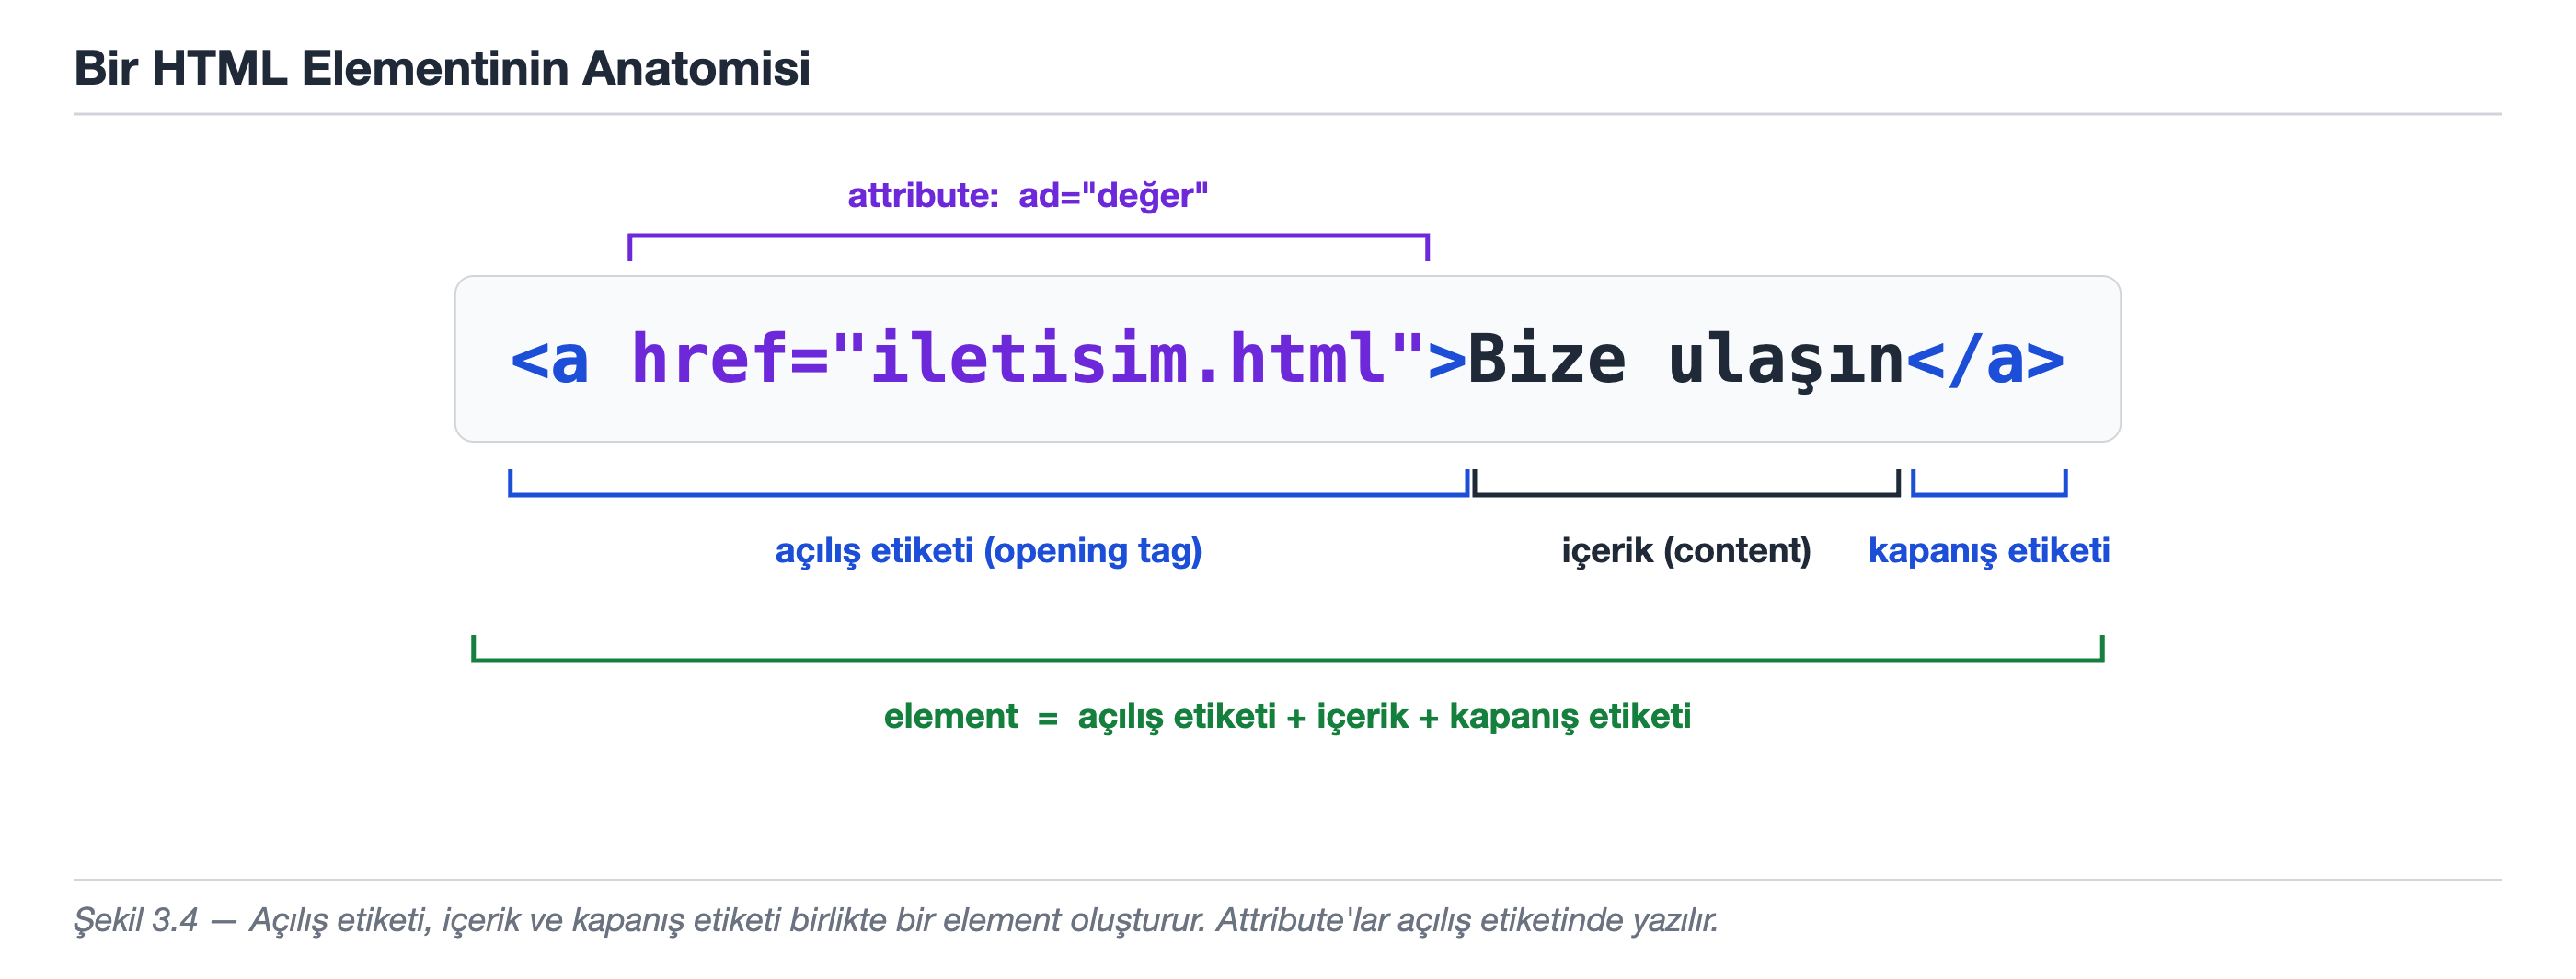 Bir HTML Elementinin Anatomisi
attribute: ad="değer"
<a href="iletisim.html">Bize ulaşın</a>
açılış etiketi (opening tag) içerik (content) kapanış etiketi
element = açılış etiketi + içerik + kapanış etiketi
Şekil 3.4 — Açılış etiketi, içerik ve kapanış etiketi birlikte bir element oluşturur. Attribute'lar açılış etiketinde yazılır.